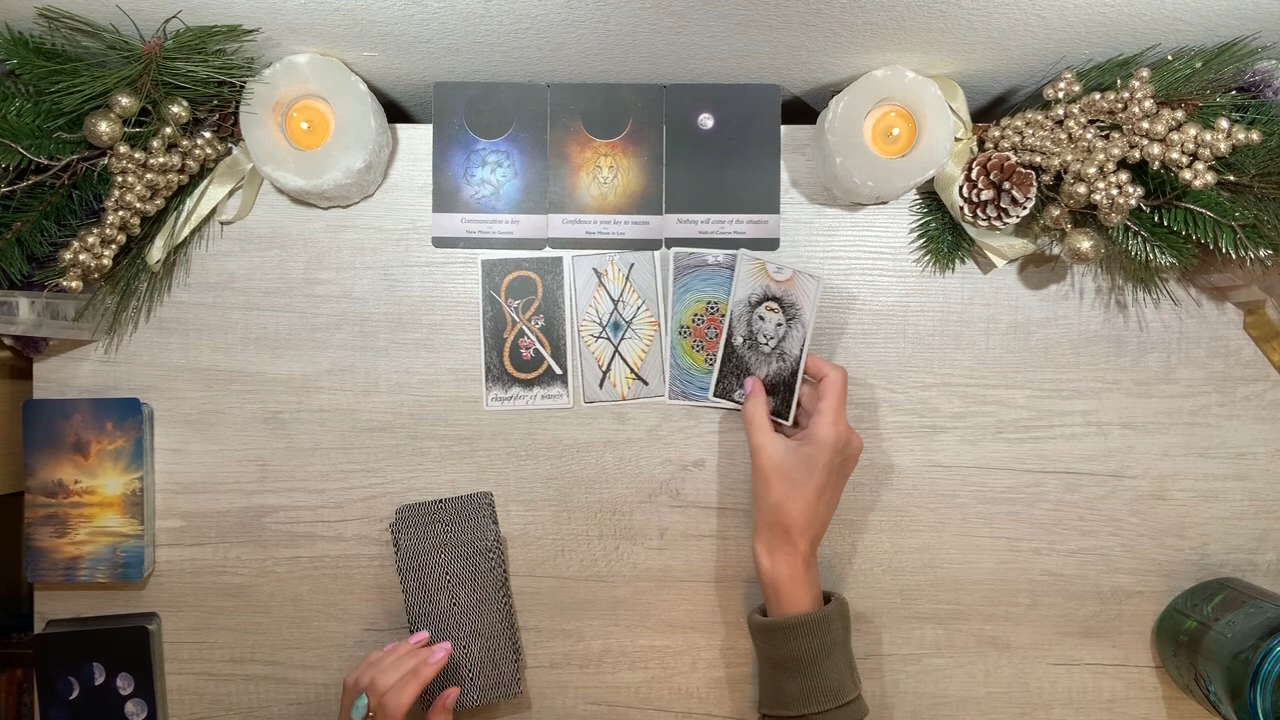 Communication is key
New Moon in Gemini
Confidence is your key to success
New Moon in Leo
Nothing will come of this situation
Void-of-Course Moon
daughter of wands